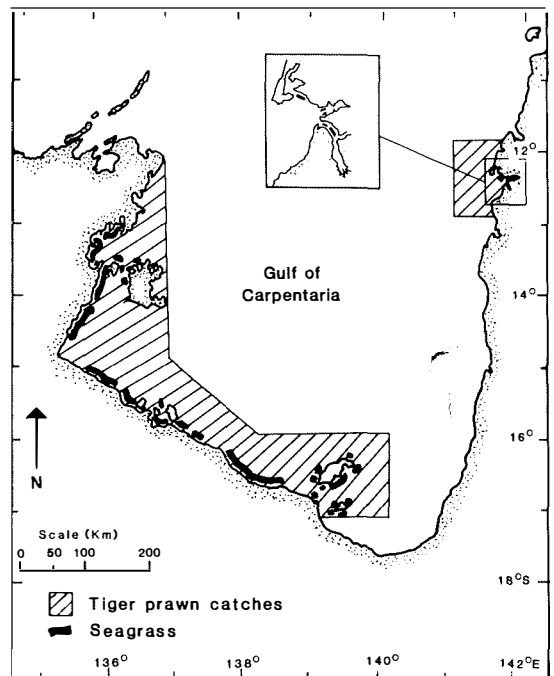 12°
Gulf of
Carpentaria
14°
16°
N
Scale (Km)
0 50 100 200
18°S
Tiger prawn catches
Seagrass
136° 138° 140° 142°E